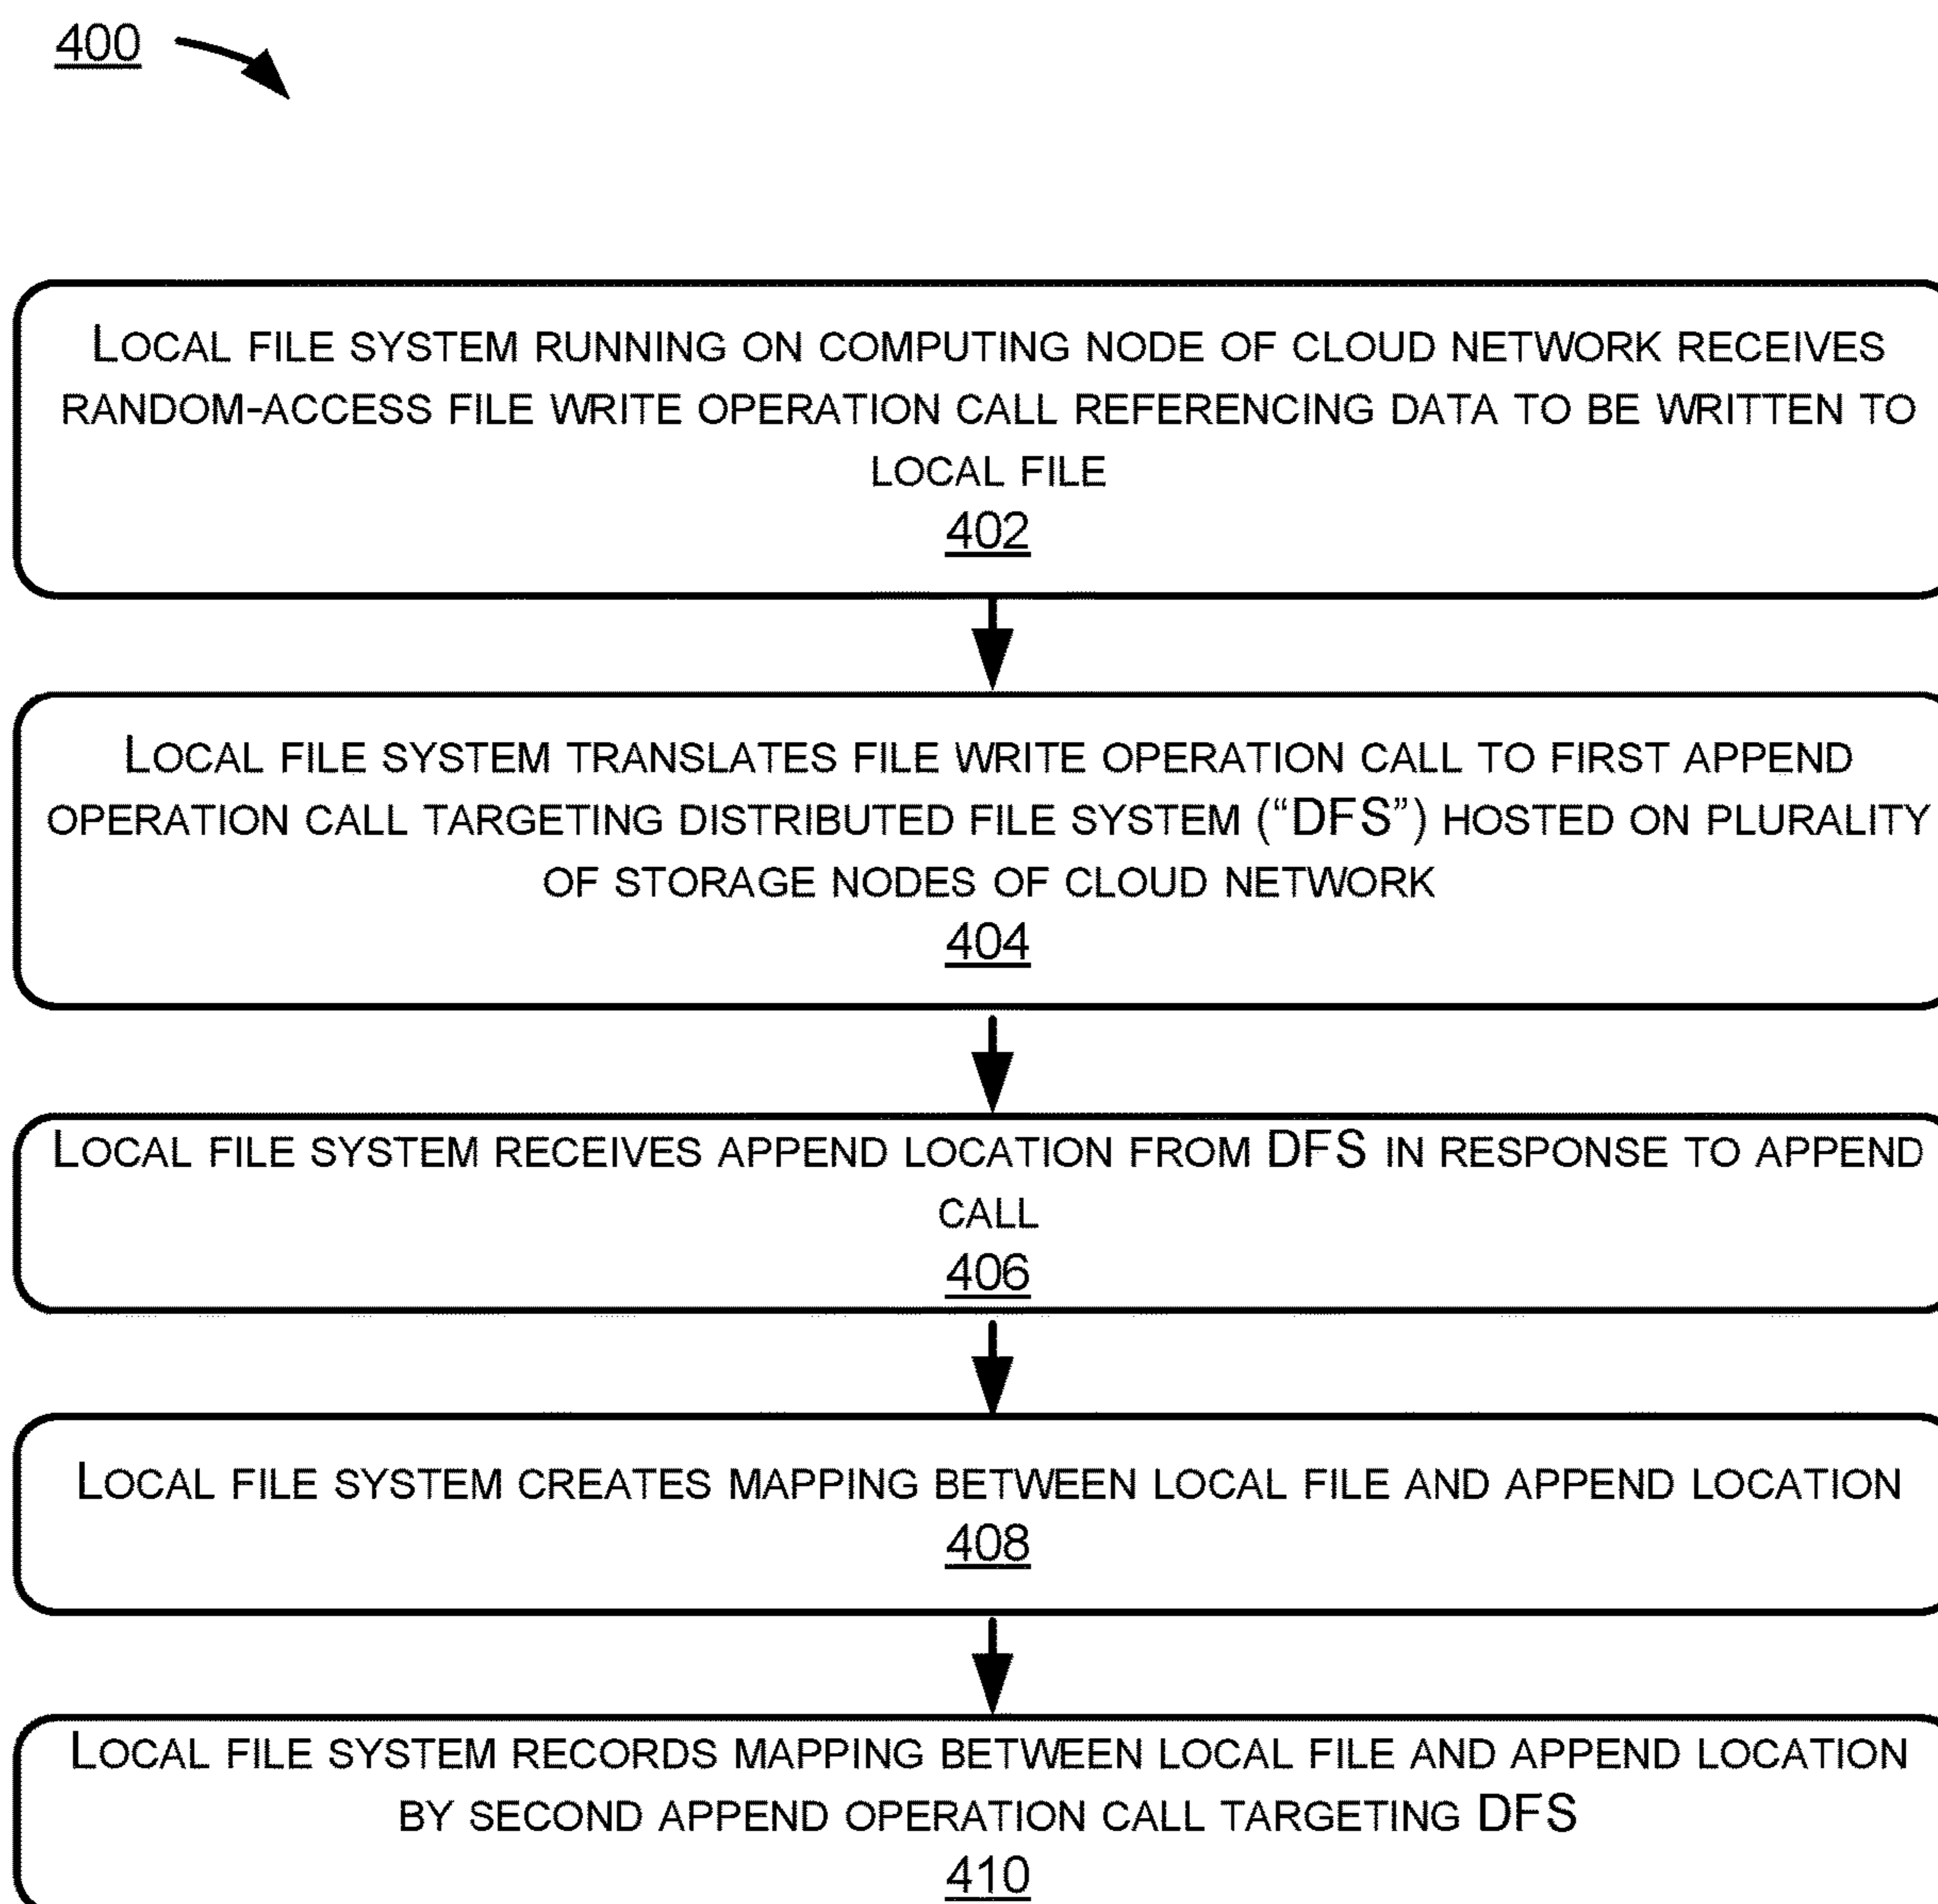 400
LOCAL FILE SYSTEM RUNNING ON COMPUTING NODE OF CLOUD NETWORK RECEIVES
RANDOM-ACCESS FILE WRITE OPERATION CALL REFERENCING DATA TO BE WRITTEN TO
LOCAL FILE
402
LOCAL FILE SYSTEM TRANSLATES FILE WRITE OPERATION CALL TO FIRST APPEND
OPERATION CALL TARGETING DISTRIBUTED FILE SYSTEM (“DFS”) HOSTED ON PLURALITY
OF STORAGE NODES OF CLOUD NETWORK
404
LOCAL FILE SYSTEM RECEIVES APPEND LOCATION FROM DFS IN RESPONSE TO APPEND
CALL
406
LOCAL FILE SYSTEM CREATES MAPPING BETWEEN LOCAL FILE AND APPEND LOCATION
408
LOCAL FILE SYSTEM RECORDS MAPPING BETWEEN LOCAL FILE AND APPEND LOCATION
BY SECOND APPEND OPERATION CALL TARGETING DFS
410